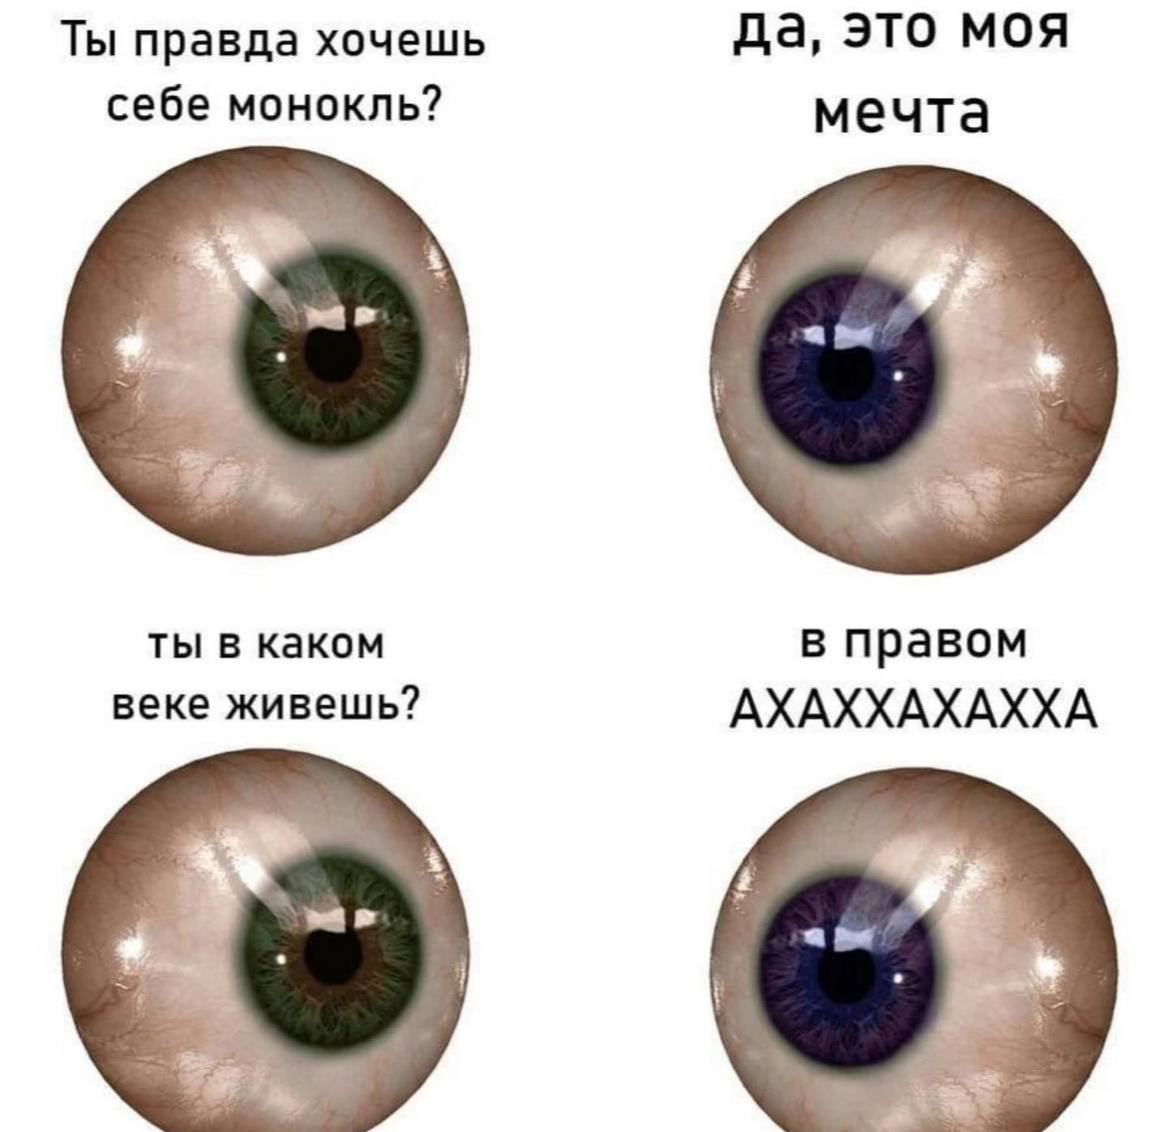 Ты правда хочешь
себе монокль?
да, это моя
мечта
ты в каком
веке живешь?
в правом
АХАХХАХАХХА